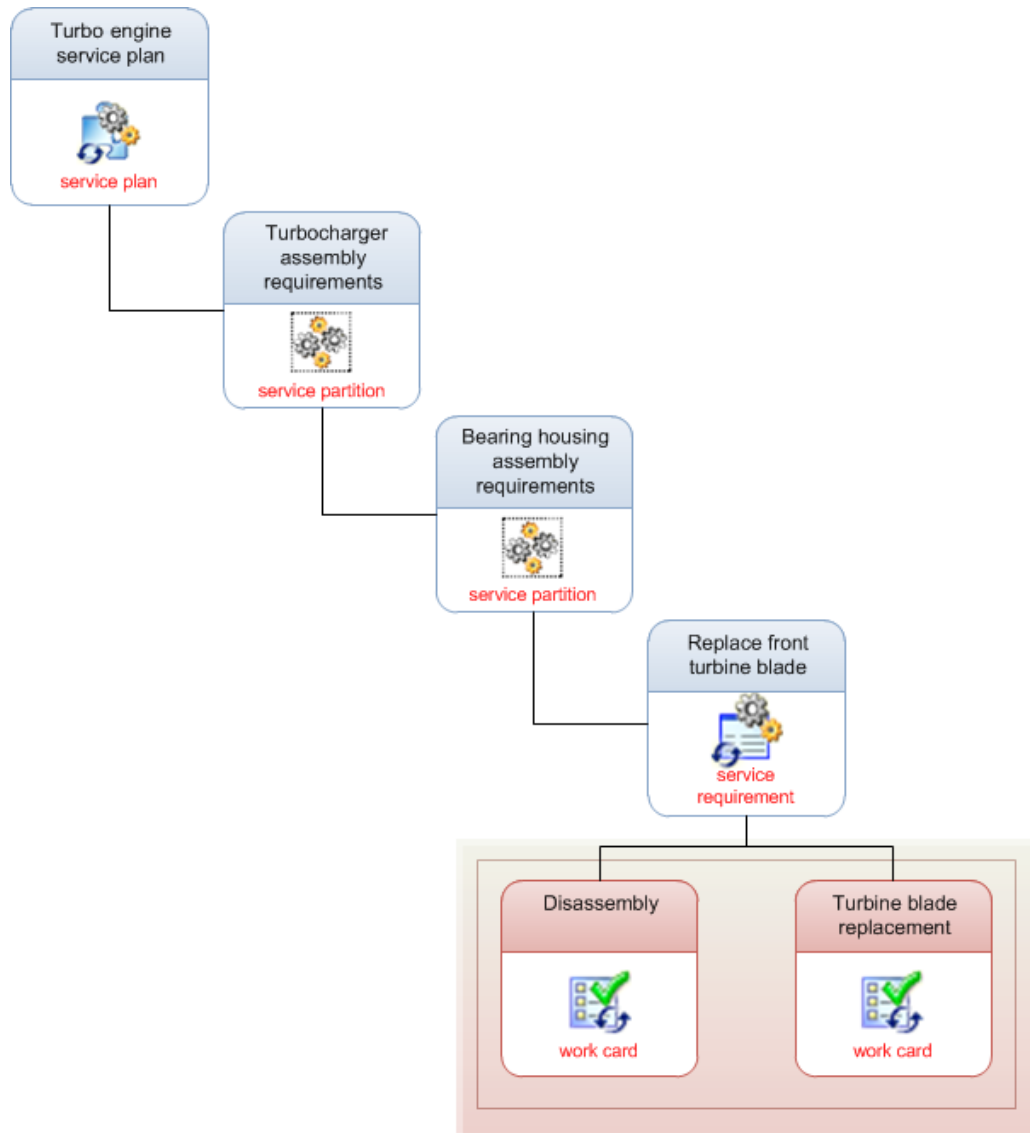 Turbo engine
service plan
service plan
Turbocharger
assembly
requirements
service partition
Bearing housing
assembly
requirements
service partition
Replace front
turbine blade
service
requirement
Disassembly
work card
Turbine blade
replacement
work card